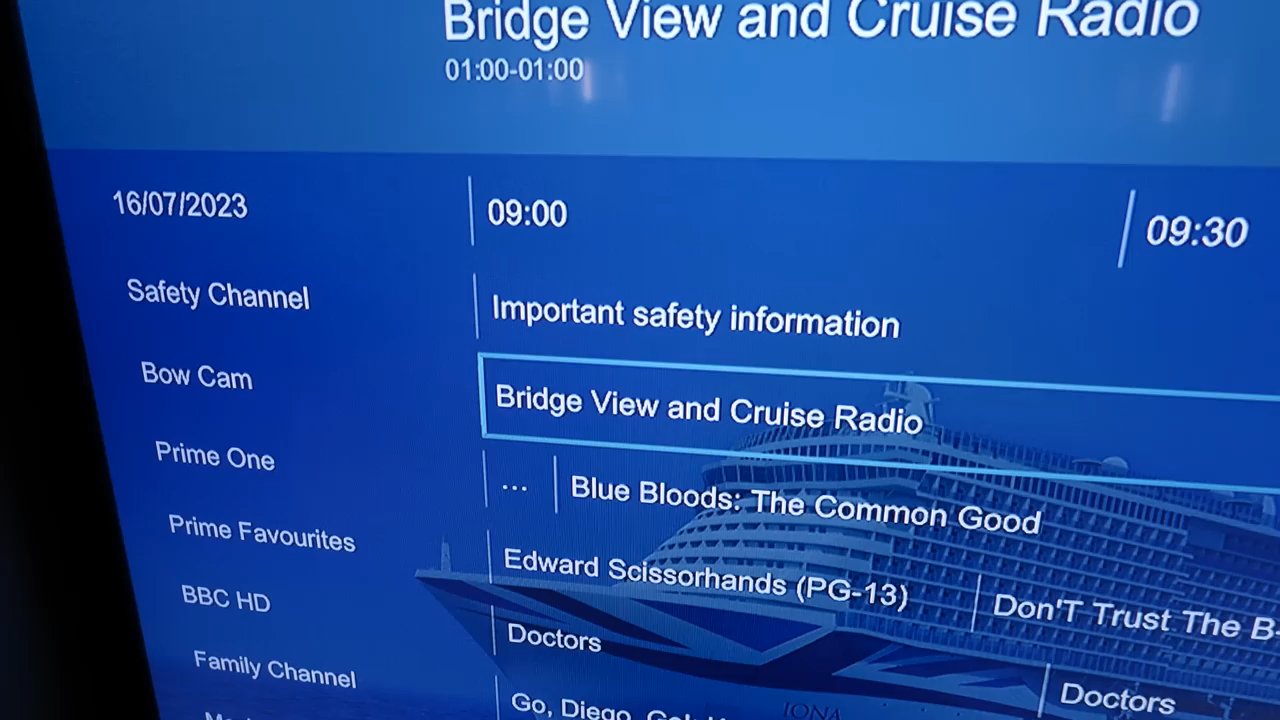 Bridge View and Cruise Radio
01:00-01:00
16/07/2023 09:00 09:30
Safety Channel Important safety information
Bow Cam Bridge View and Cruise Radio
Prime One ... Blue Bloods: The Common Good
Prime Favourites Edward Scissorhands (PG-13) Don'T Trust The B-
BBC HD Doctors Doctors
Family Channel Go, Diego, Go!
IONA